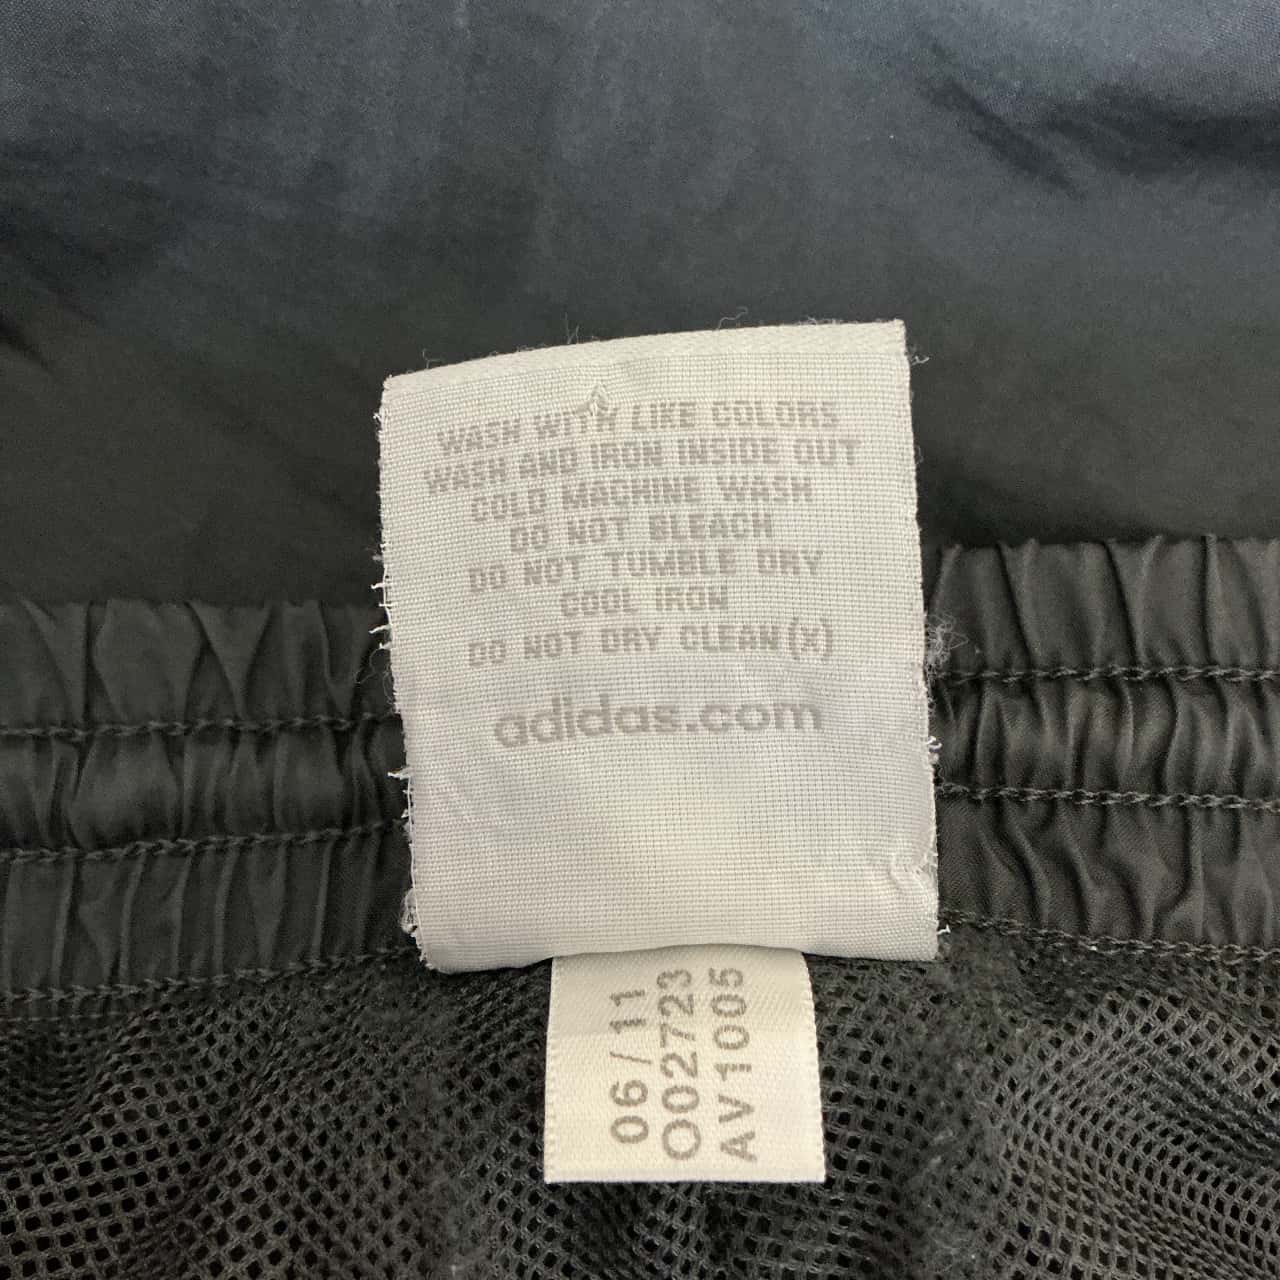 WASH WITH LIKE COLORS
WASH AND IRON INSIDE OUT
COLD MACHINE WASH
DO NOT BLEACH
DO NOT TUMBLE DRY
COOL IRON
DO NOT DRY CLEAN (X)
adidas.com
06/11
O02723
AV1005